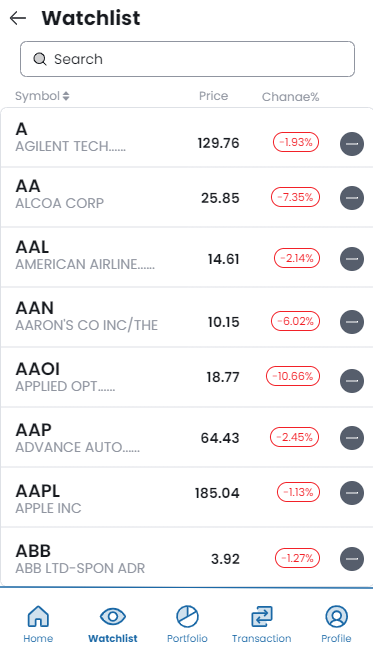 Watchlist
Search
Symbol Price Chanae%
A
AGILENT TECH...... 129.76 -1.93%
AA
ALCOA CORP 25.85 -7.35%
AAL
AMERICAN AIRLINE...... 14.61 -2.14%
AAN
AARON'S CO INC/THE 10.15 -6.02%
AAOI
APPLIED OPT...... 18.77 -10.66%
AAP
ADVANCE AUTO...... 64.43 -2.45%
AAPL
APPLE INC 185.04 -1.13%
ABB
ABB LTD-SPON ADR 3.92 -1.27%
Home Watchlist Portfolio Transaction Profile